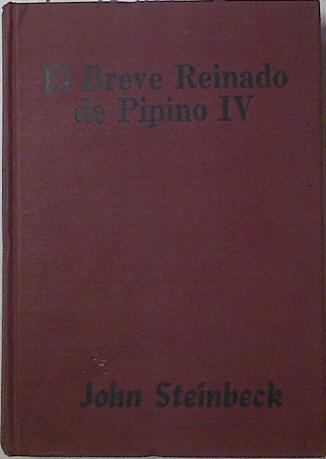 El Breve Reinado
de Pipino IV
John Steinbeck